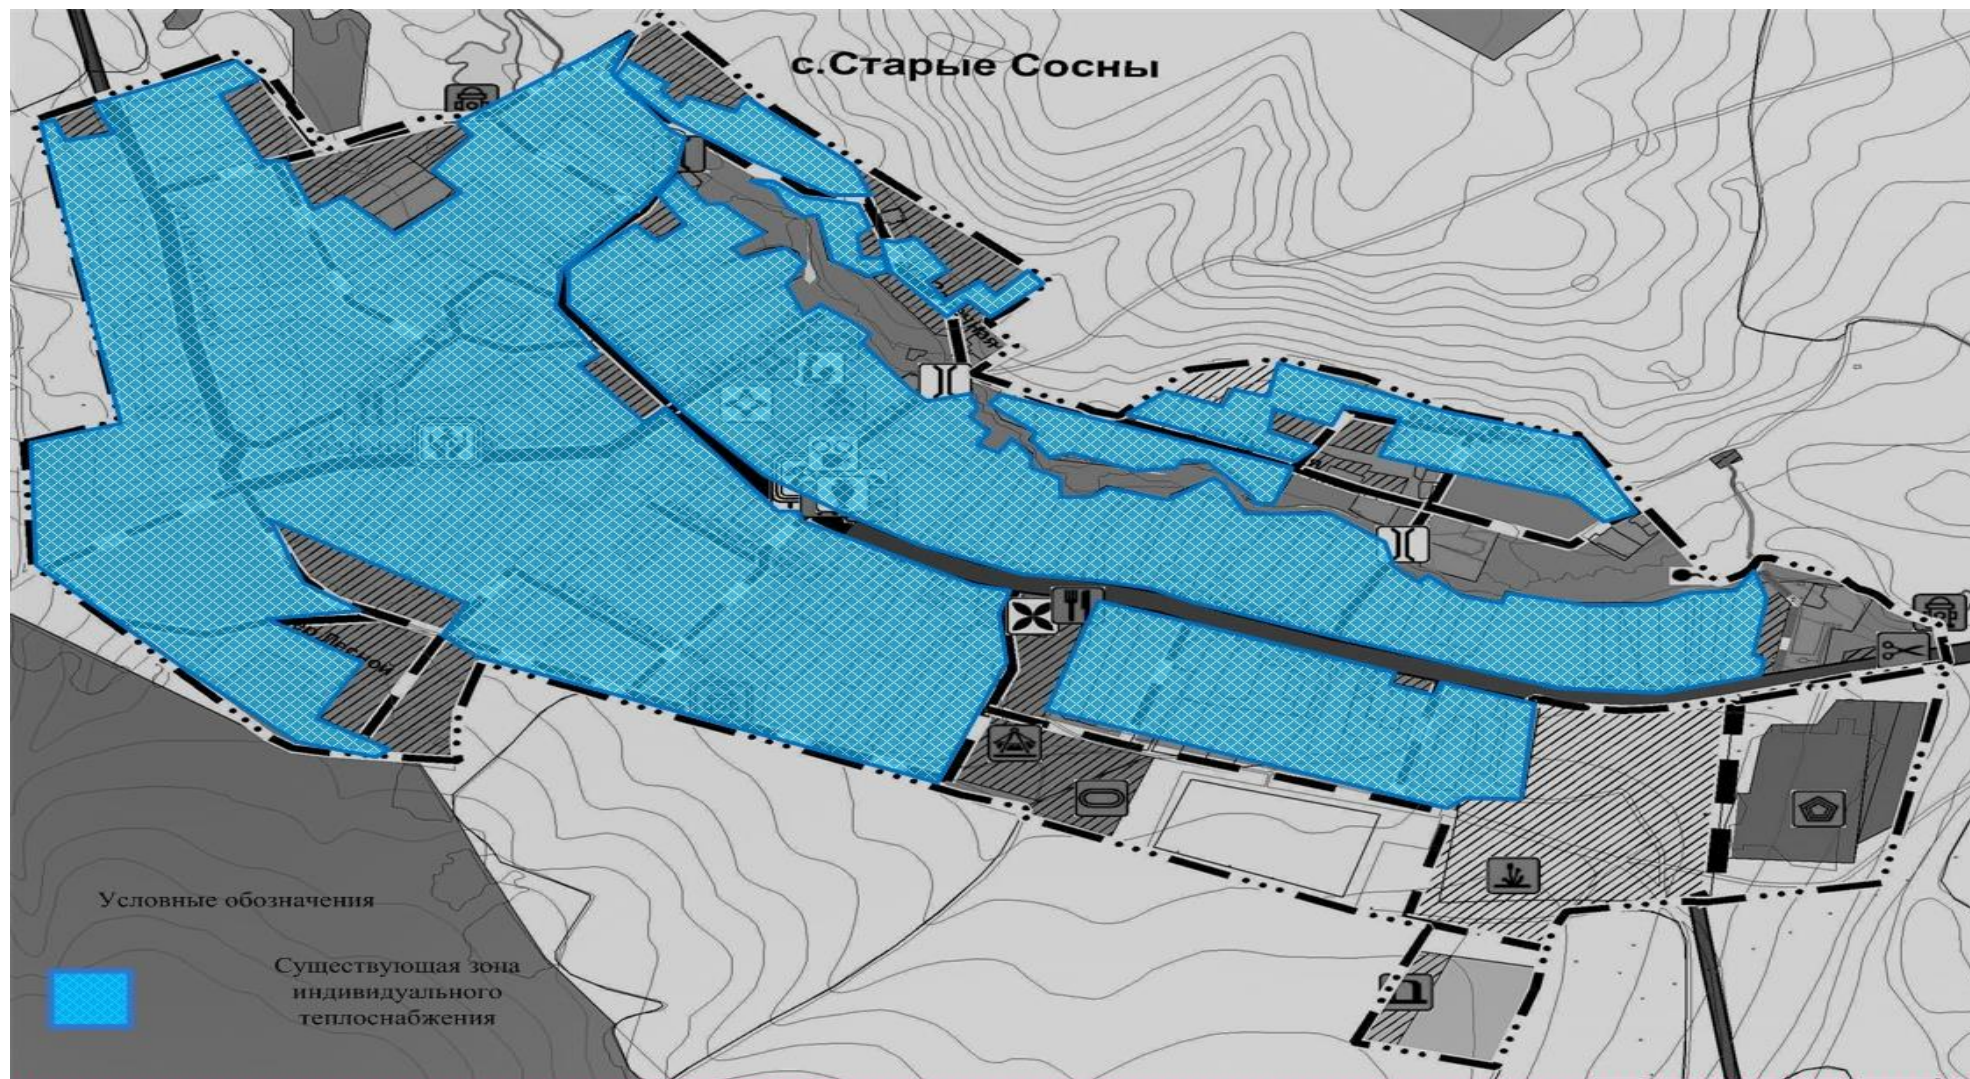 с.Старые Сосны
Условные обозначения
Существующая зона
индивидуального
теплоснабжения